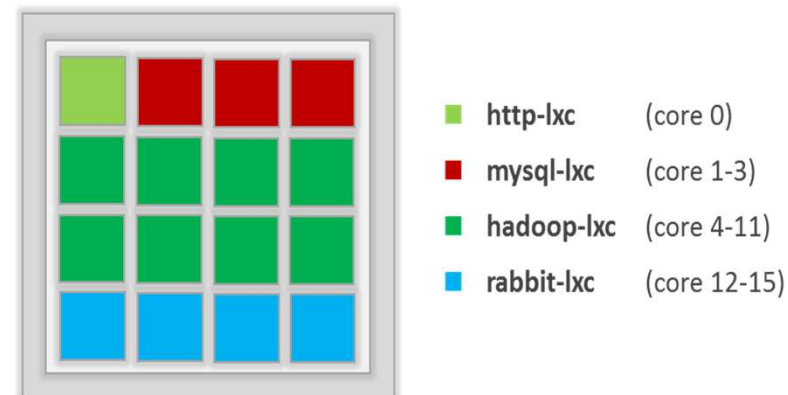 http-lxc (core 0)
mysql-lxc (core 1-3)
hadoop-lxc (core 4-11)
rabbit-lxc (core 12-15)